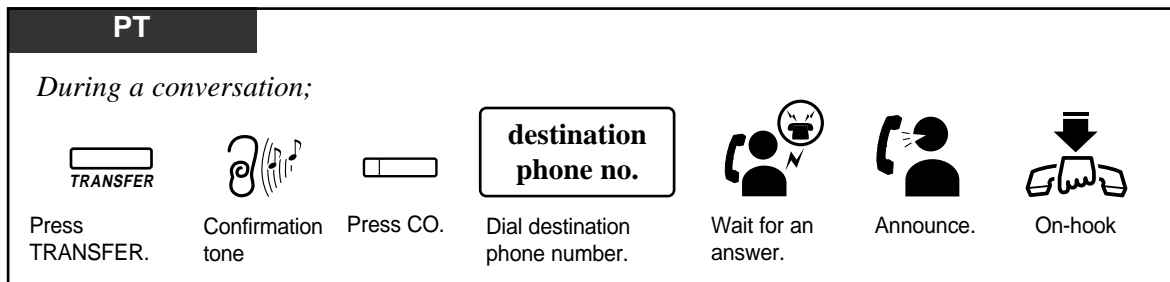 PT
During a conversation;
TRANSFER
destination
phone no.
Press
TRANSFER.
Confirmation
tone
Press CO.
Dial destination
phone number.
Wait for an
answer.
Announce.
On-hook